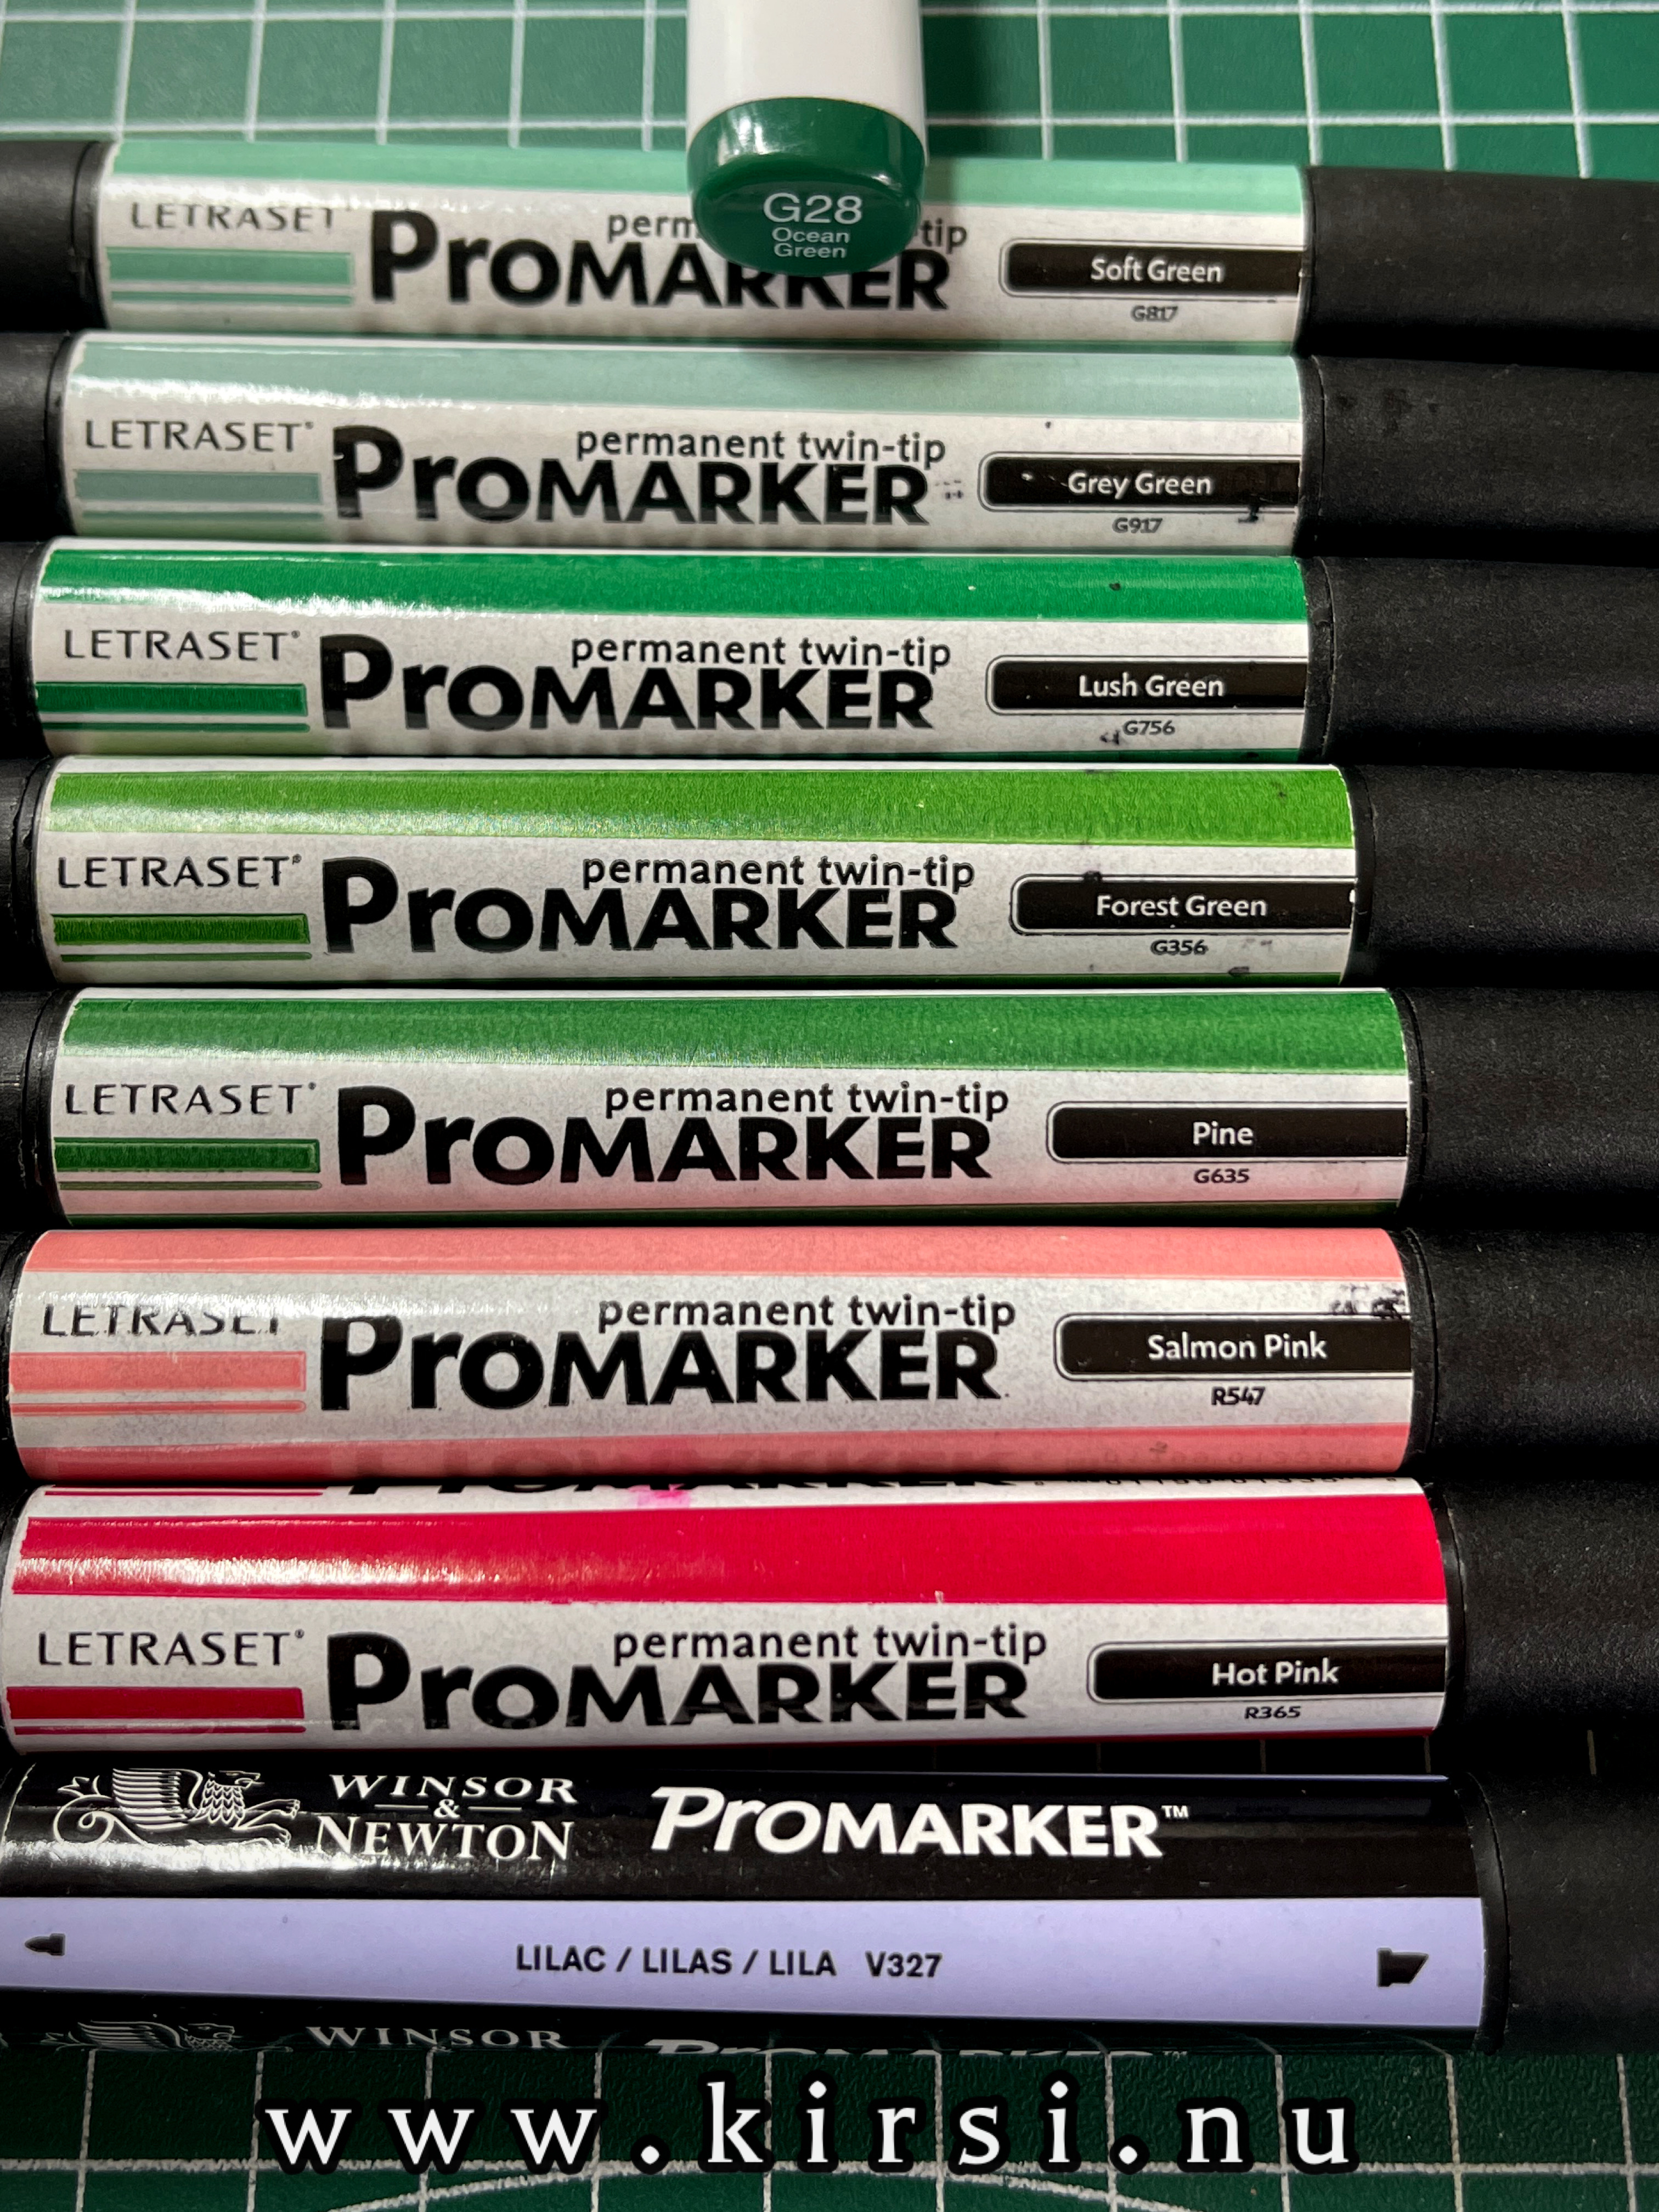 G28
Ocean
Green
LETRASET
ProMARKER
Soft Green
G817
LETRASET
permanent twin-tip
ProMARKER
Grey Green
G917
LETRASET
permanent twin-tip
ProMARKER
Lush Green
G756
LETRASET
permanent twin-tip
ProMARKER
Forest Green
G356
LETRASET
permanent twin-tip
ProMARKER
Pine
G635
LETRASET
permanent twin-tip
ProMARKER
Salmon Pink
R547
LETRASET
permanent twin-tip
ProMARKER
Hot Pink
R365
WINSOR
&
NEWTON
ProMARKER™
LILAC / LILAS / LILA V327
WINSOR
ProMARKER™
www.kirsi.nu